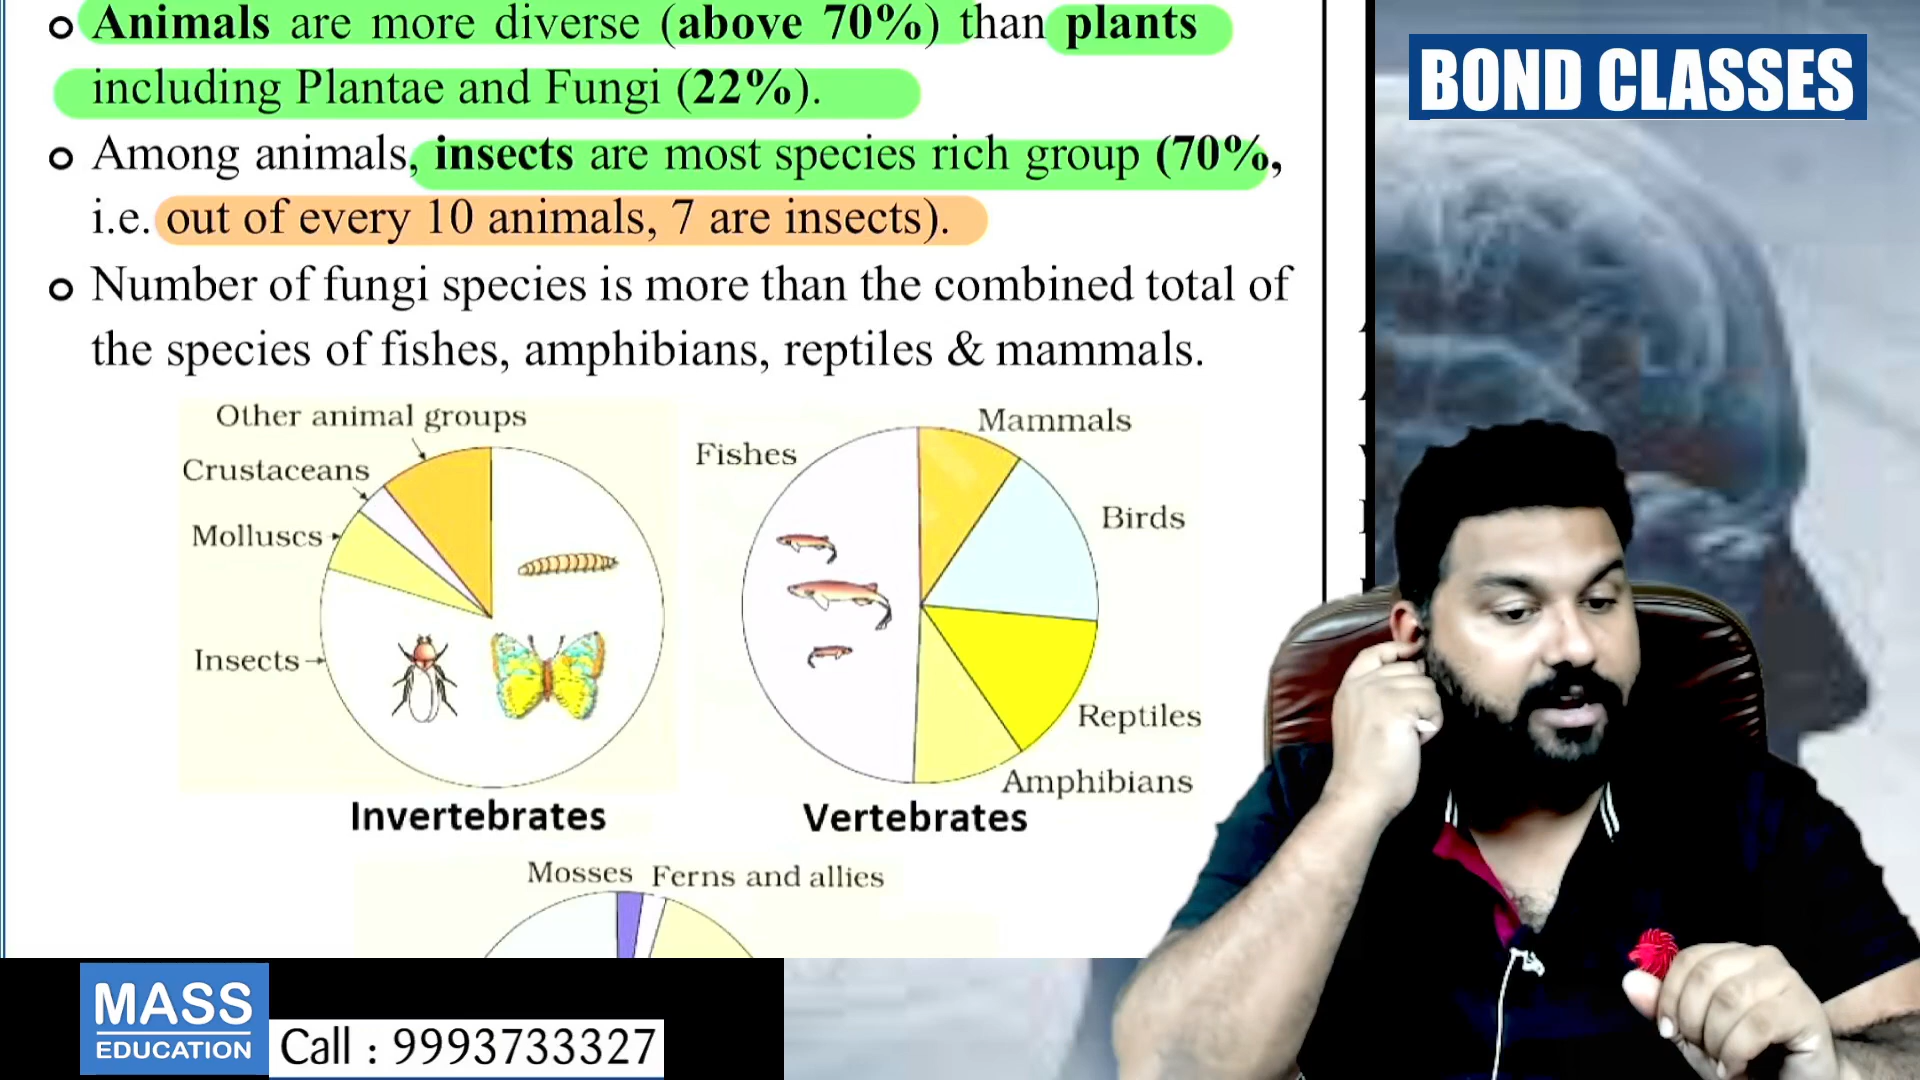 Animals are more diverse (above 70%) than plants
including Plantae and Fungi (22%).
Among animals, insects are most species rich group (70%,
i.e. out of every 10 animals, 7 are insects).
Number of fungi species is more than the combined total of
the species of fishes, amphibians, reptiles & mammals.
Other animal groups
Crustaceans
Molluscs
Insects
Invertebrates
Fishes
Mammals
Birds
Reptiles
Amphibians
Vertebrates
Mosses
Ferns and allies
BOND CLASSES
MASS
EDUCATION
Call : 9993733327